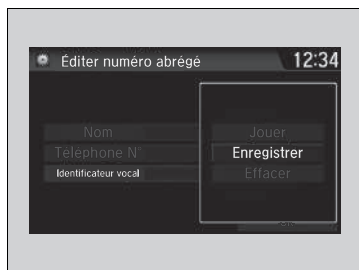 Éditer numéro abrégé 12:34
Nom
Jouer
Téléphone N°
Enregistrer
Identificateur vocal
Effacer